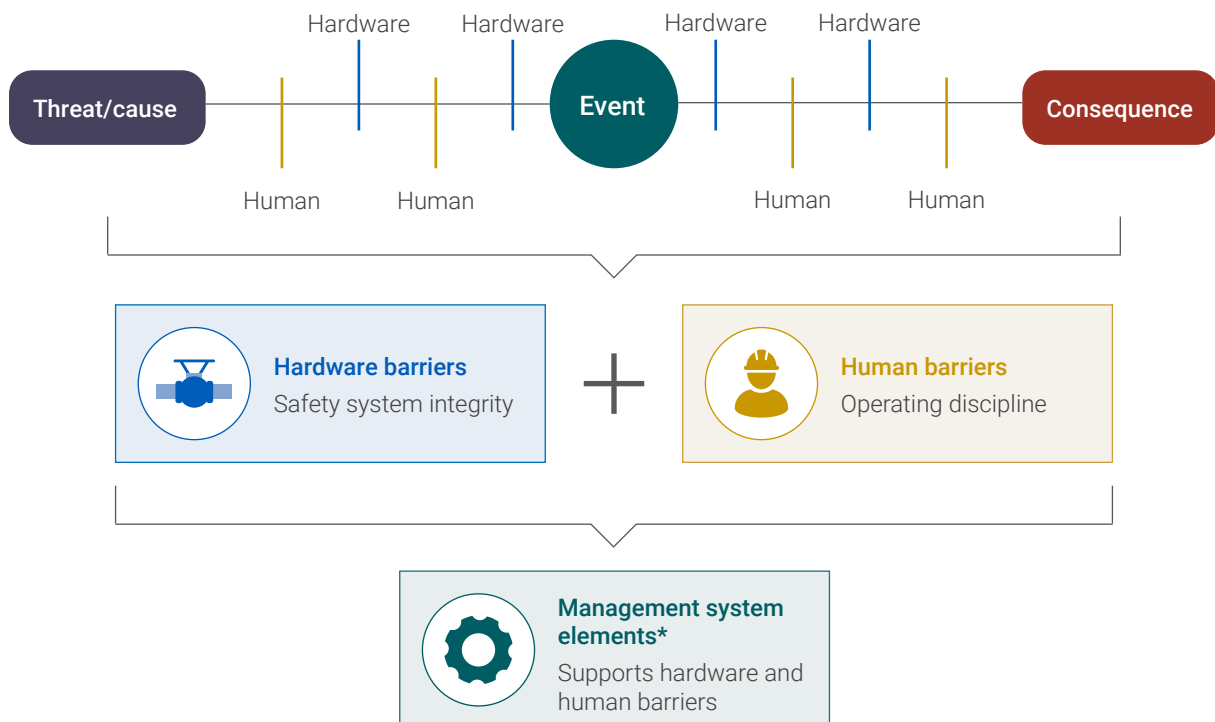 Hardware
Hardware
Hardware
Hardware
Threat/cause
Event
Consequence
Human
Human
Human
Human
Hardware barriers
Safety system integrity
Human barriers
Operating discipline
Management system
elements*
Supports hardware and
human barriers